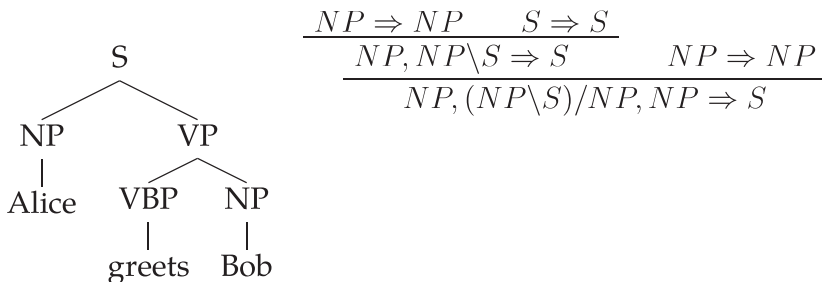 S
NP VP
Alice VBP NP
greets Bob
NP ⇒ NP S ⇒ S
NP, NP\S ⇒ S NP ⇒ NP
NP, (NP\S)/NP, NP ⇒ S